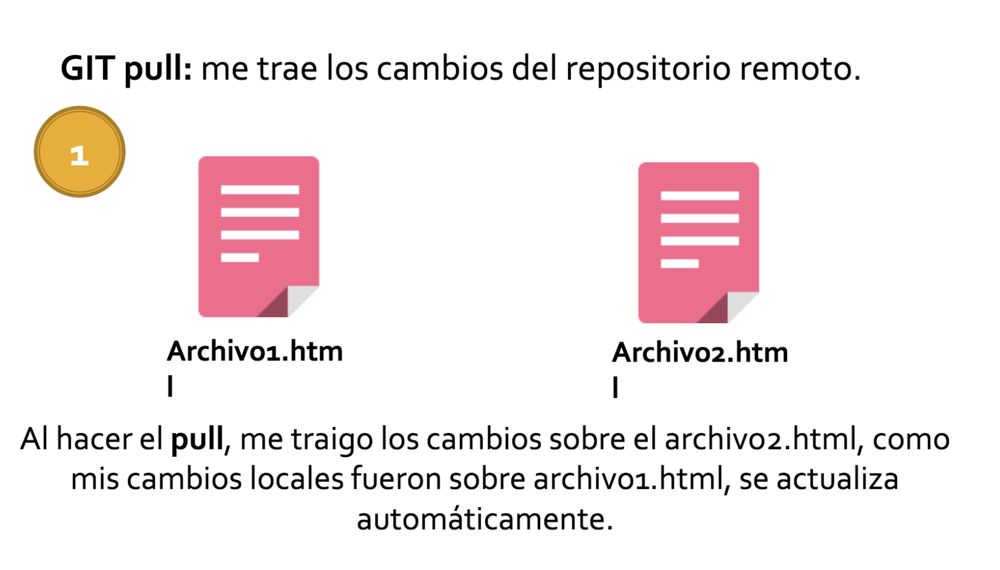 GIT pull: me trae los cambios del repositorio remoto.
1
Archivo1.htm
l
Archivo2.htm
l
Al hacer el pull, me traigo los cambios sobre el archivo2.html, como
mis cambios locales fueron sobre archivo1.html, se actualiza
automáticamente.